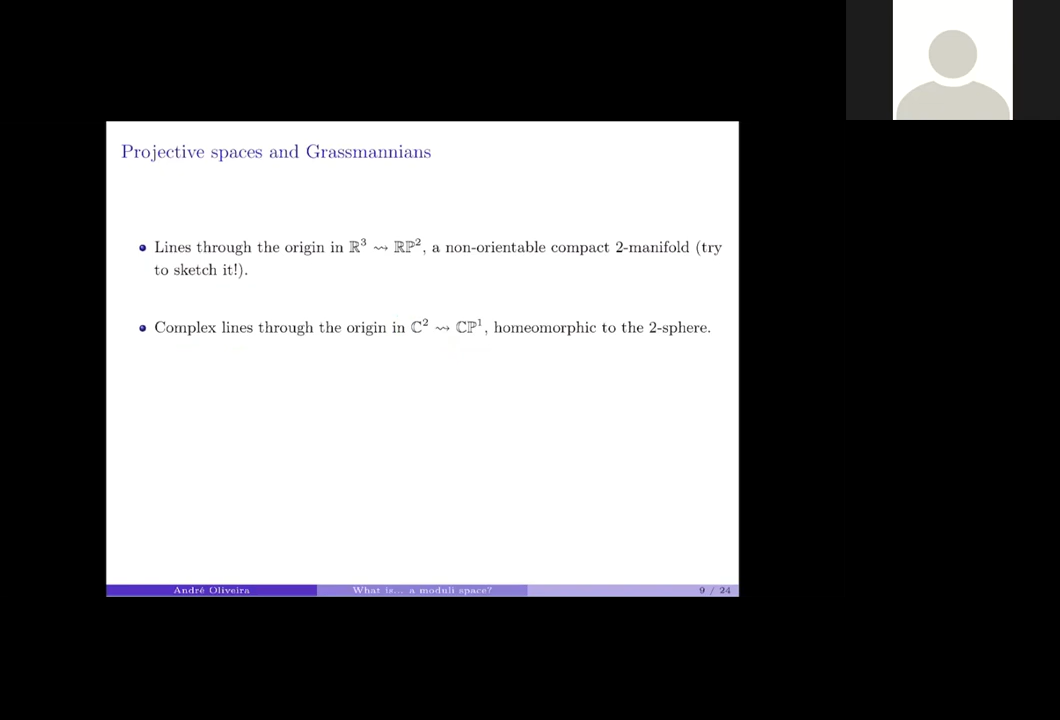 Projective spaces and Grassmannians
Lines through the origin in ℝ³ ⇝ ℝℙ², a non-orientable compact 2-manifold (try
to sketch it!).
Complex lines through the origin in ℂ² ⇝ ℂℙ¹, homeomorphic to the 2-sphere.
André Oliveira What is... a moduli space? 9 / 24